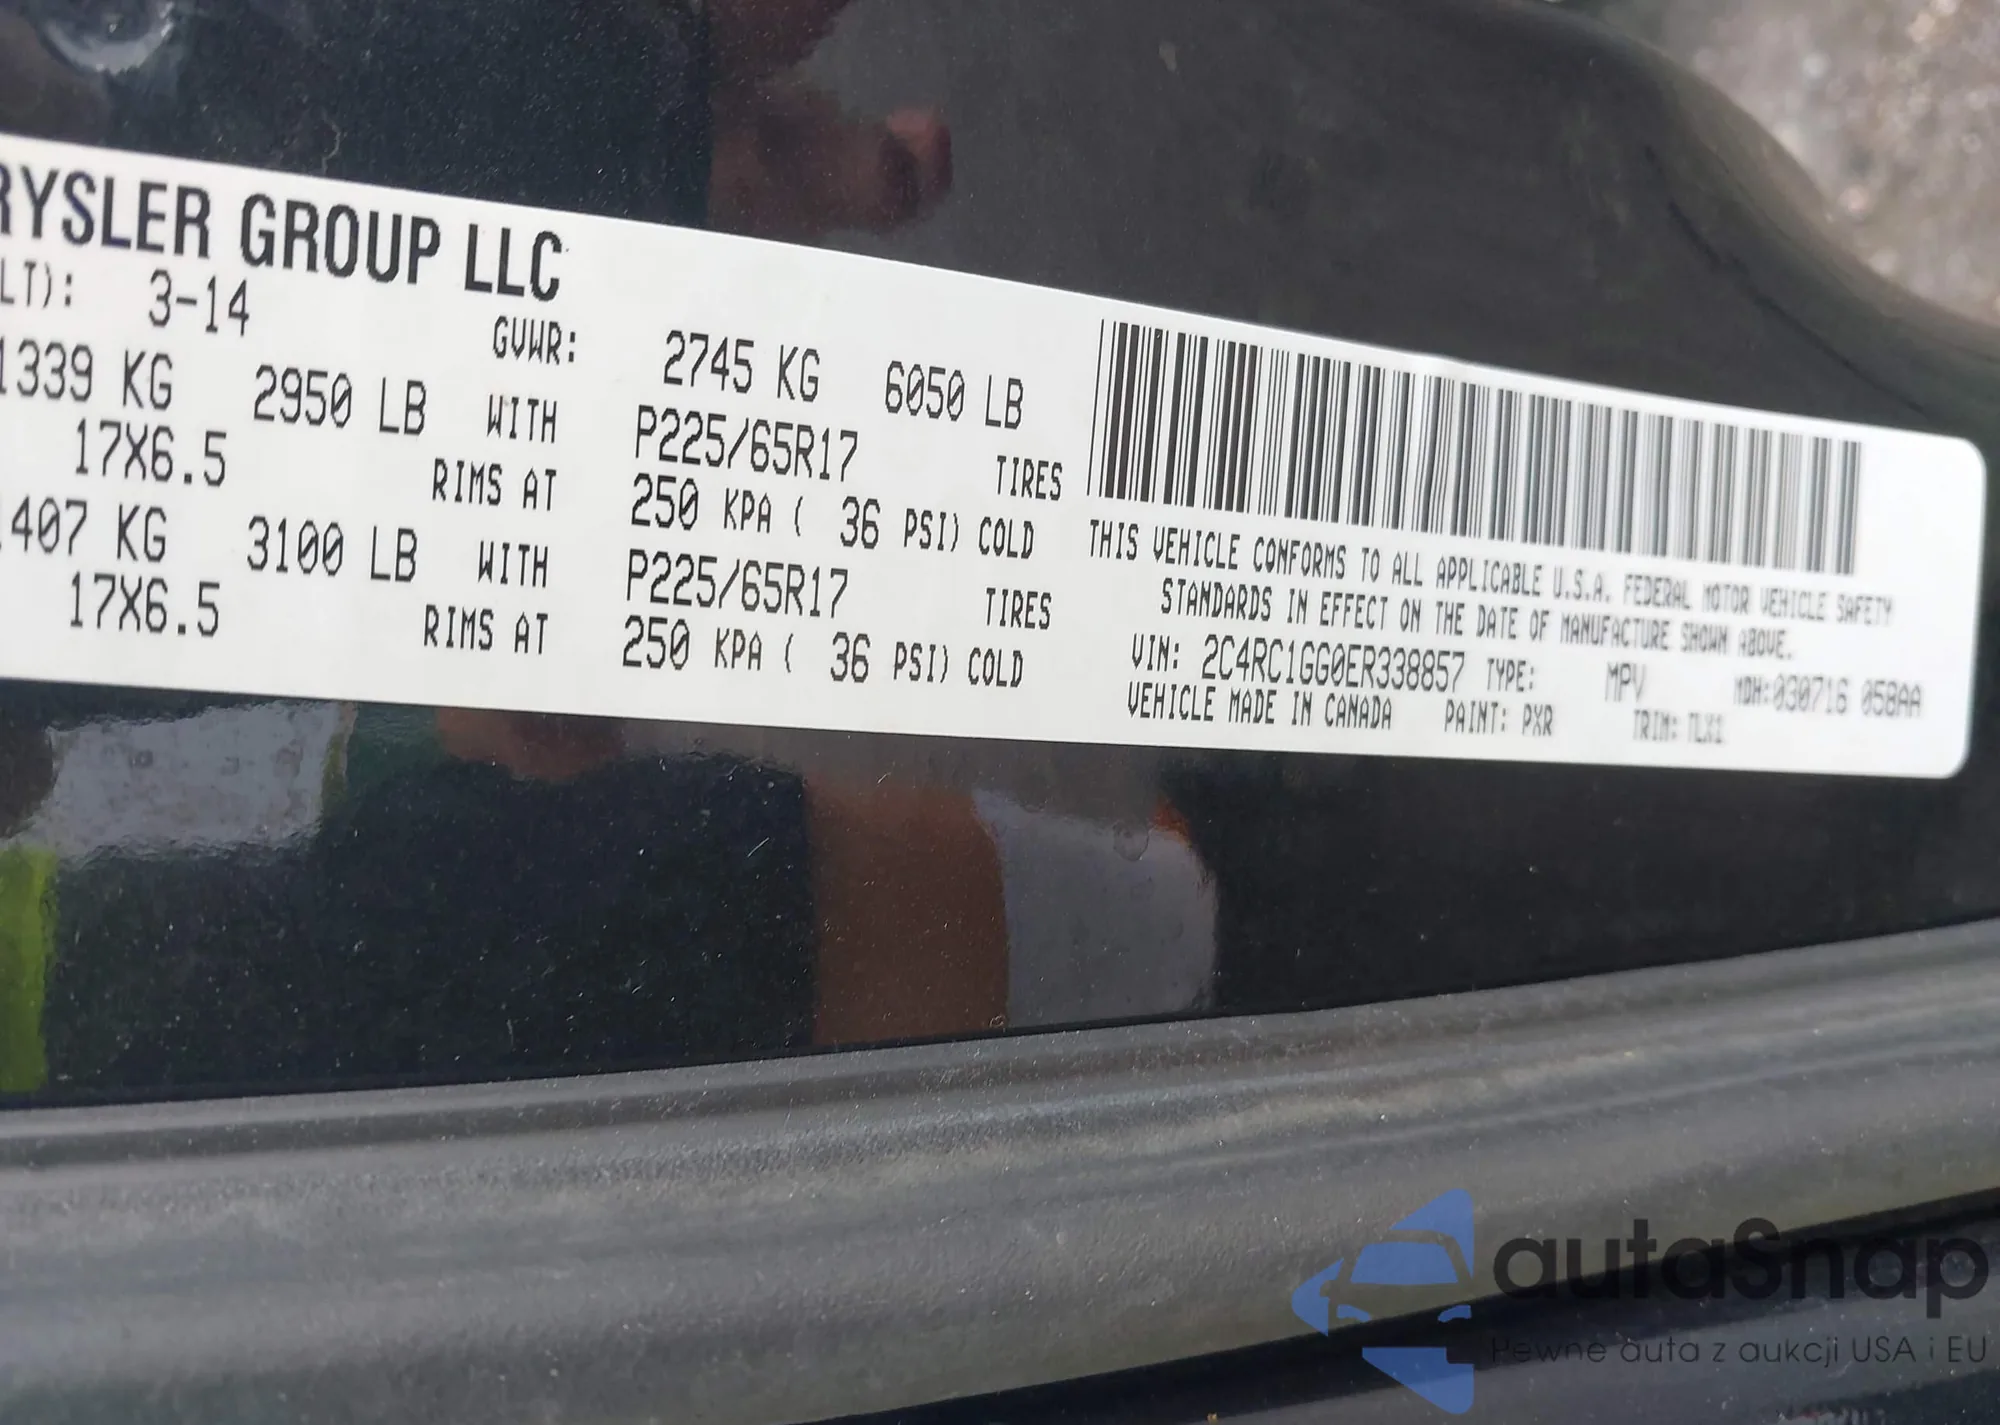 RYSLER GROUP LLC
LT): 3-14 GVWR: 2745 KG 6050 LB
1339 KG 2950 LB WITH P225/65R17 TIRES
17X6.5 RIMS AT 250 KPA ( 36 PSI) COLD
1407 KG 3100 LB WITH P225/65R17 TIRES
17X6.5 RIMS AT 250 KPA ( 36 PSI) COLD
THIS VEHICLE CONFORMS TO ALL APPLICABLE U.S.A. FEDERAL MOTOR VEHICLE SAFETY
STANDARDS IN EFFECT ON THE DATE OF MANUFACTURE SHOWN ABOVE.
VIN: 2C4RC1GG0ER338857 TYPE: MPV MDH:030716 058AA
VEHICLE MADE IN CANADA PAINT: PXR TRIM: TLX1
autaSnap
Pewne auta z aukcji USA i EU